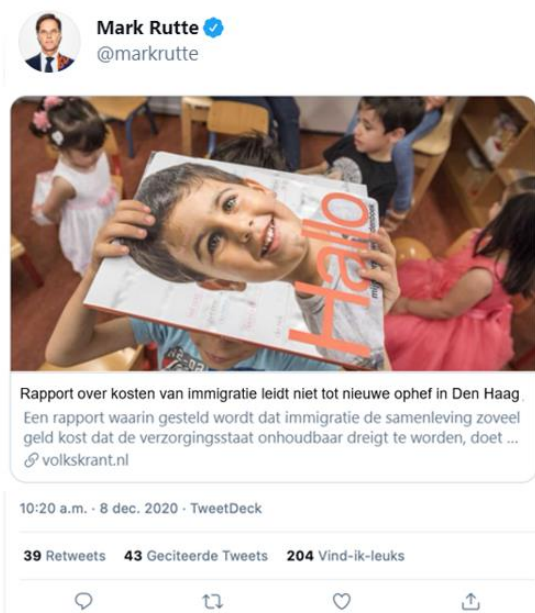 Mark Rutte
@markrutte
Hallo
Rapport over kosten van immigratie leidt niet tot nieuwe ophef in Den Haag
Een rapport waarin gesteld wordt dat immigratie de samenleving zoveel
geld kost dat de verzorgingsstaat onhoudbaar dreigt te worden, doet ...
volkskrant.nl
10:20 a.m. · 8 dec. 2020 · TweetDeck
39 Retweets 43 Geciteerde Tweets 204 Vind-ik-leuks